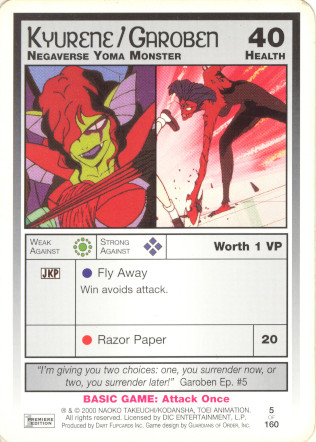 KYURENE/GAROBEN 40
NEGAVERSE YOMA MONSTER HEALTH
WEAK AGAINST STRONG AGAINST Worth 1 VP
JKP Fly Away
Win avoids attack.
Razor Paper 20
"I'm giving you two choices: one, you surrender now, or
two, you surrender later!" Garoben Ep. #5
BASIC GAME: Attack Once
PREMIERE EDITION
® & © 2000 NAOKO TAKEUCHI/KODANSHA, TOEI ANIMATION.
All rights reserved. Licensed by DIC ENTERTAINMENT, L.P.
PRODUCED BY DART FLIPCARDS INC. GAME DESIGN BY GUARDIANS OF ORDER, INC.
5
OF
160